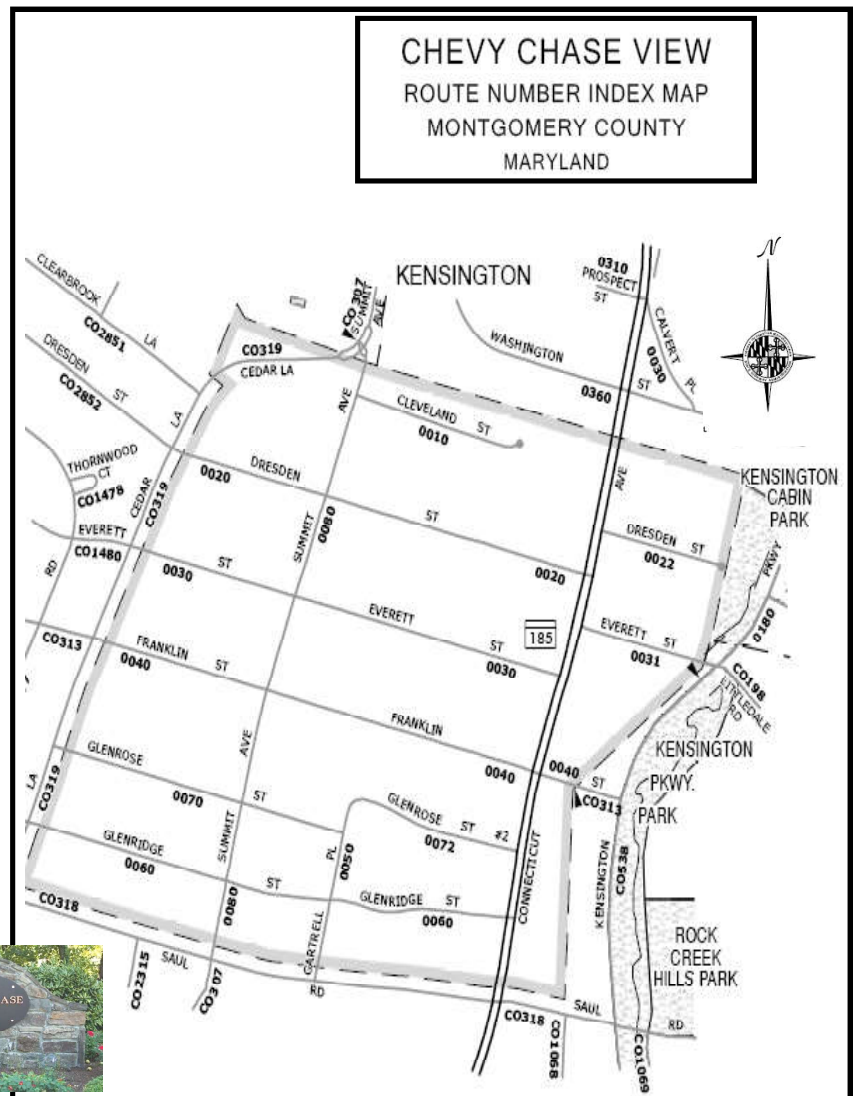 CHEVY CHASE VIEW
ROUTE NUMBER INDEX MAP
MONTGOMERY COUNTY
MARYLAND
KENSINGTON
N
0310
PROSPECT
ST
CLEARBROOK
LA
CO2851
CO307
SUMMIT
AVE
CALVERT
PL
0030
WASHINGTON
ST
0360
DRESDEN
ST
CO2852
CO319
CEDAR LA
AVE
CLEVELAND ST
0010
THORNWOOD
CT
CO1478
LA
CEDAR
CO319
DRESDEN
0020
ST
0020
SUMMIT
0080
AVE
KENSINGTON
CABIN
PARK
DRESDEN ST
0022
PKWY
0180
EVERETT
CO1480
RD
0030
ST
EVERETT
ST
0030
185
EVERETT ST
0031
CO198
LITTLEDALE
RD
CO313
FRANKLIN ST
0040
FRANKLIN
0040
0040
ST
CO313
KENSINGTON
PKWY.
PARK
GLENROSE
0070
ST
AVE
GLENROSE
ST #2
0072
LA
CO319
GLENRIDGE
0060
ST
SUMMIT
0080
PL
0050
GLENRIDGE ST
0060
CONNECTICUT
KENSINGTON
CO538
GARTRELL
CO318
SAUL
RD
CO2315
CO307
CO318
SAUL
RD
CO1068
CO1069
ROCK
CREEK
HILLS PARK
ASE